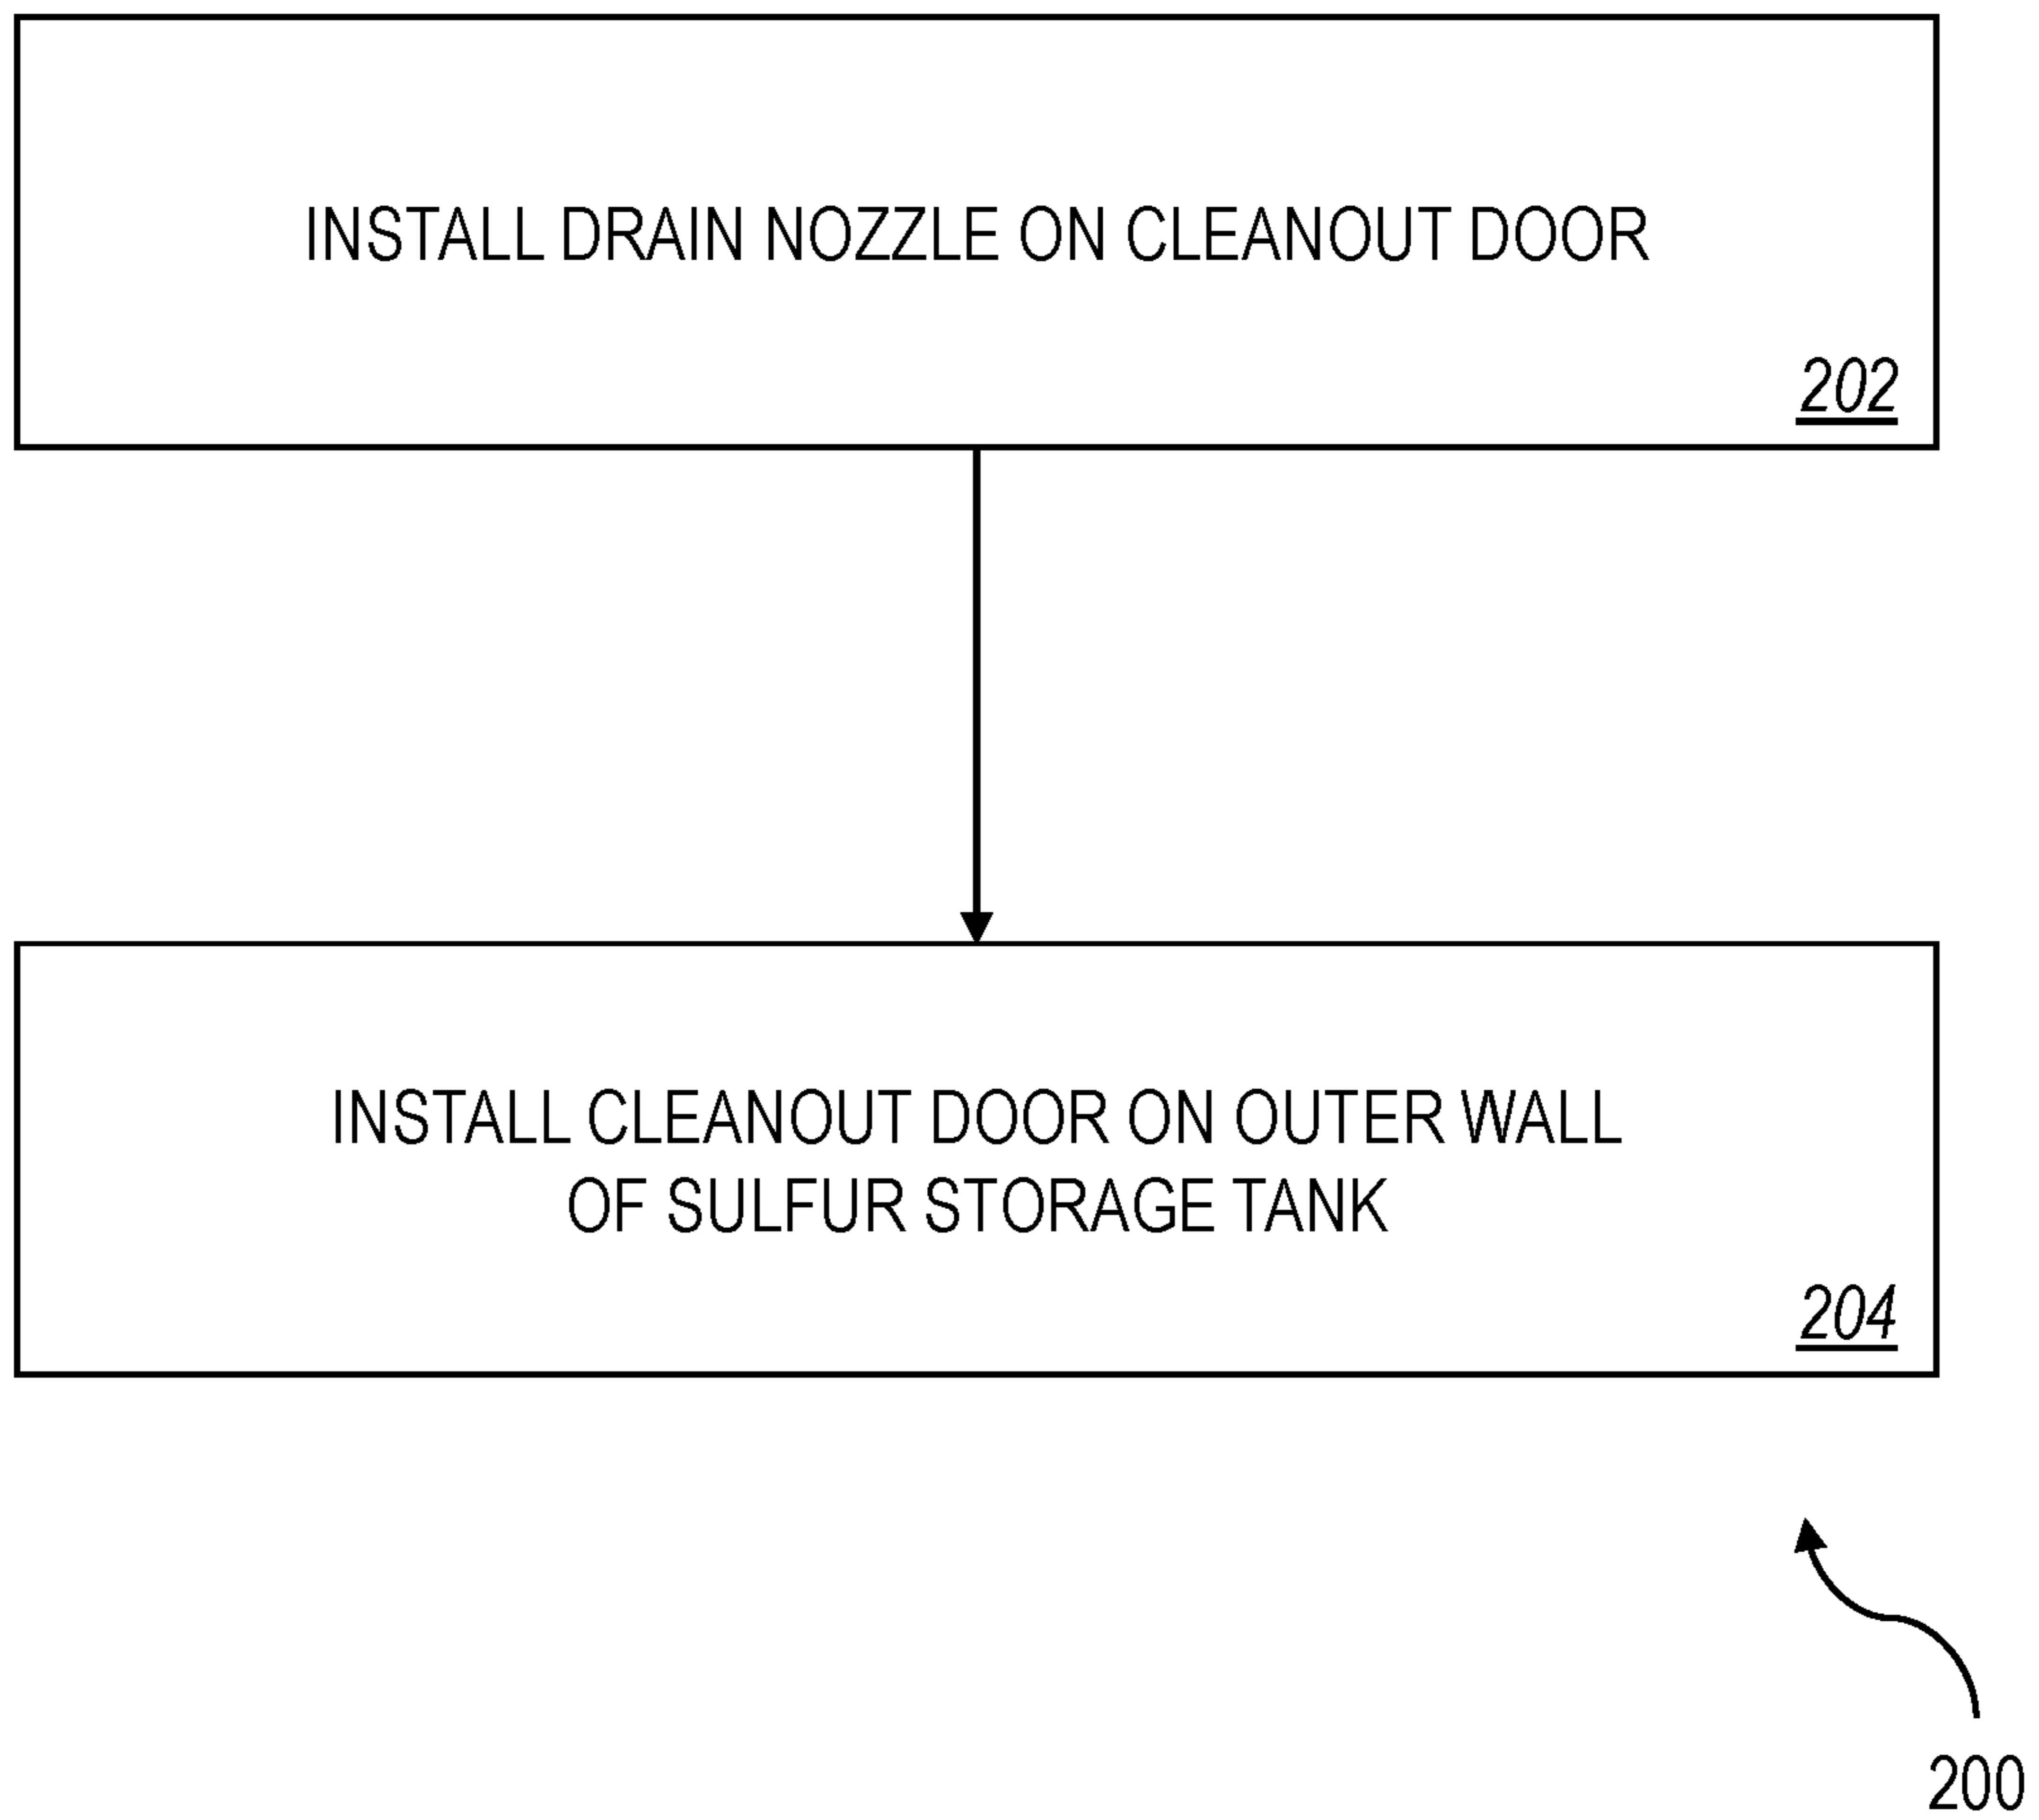 INSTALL DRAIN NOZZLE ON CLEANOUT DOOR
202
INSTALL CLEANOUT DOOR ON OUTER WALL
OF SULFUR STORAGE TANK
204
200